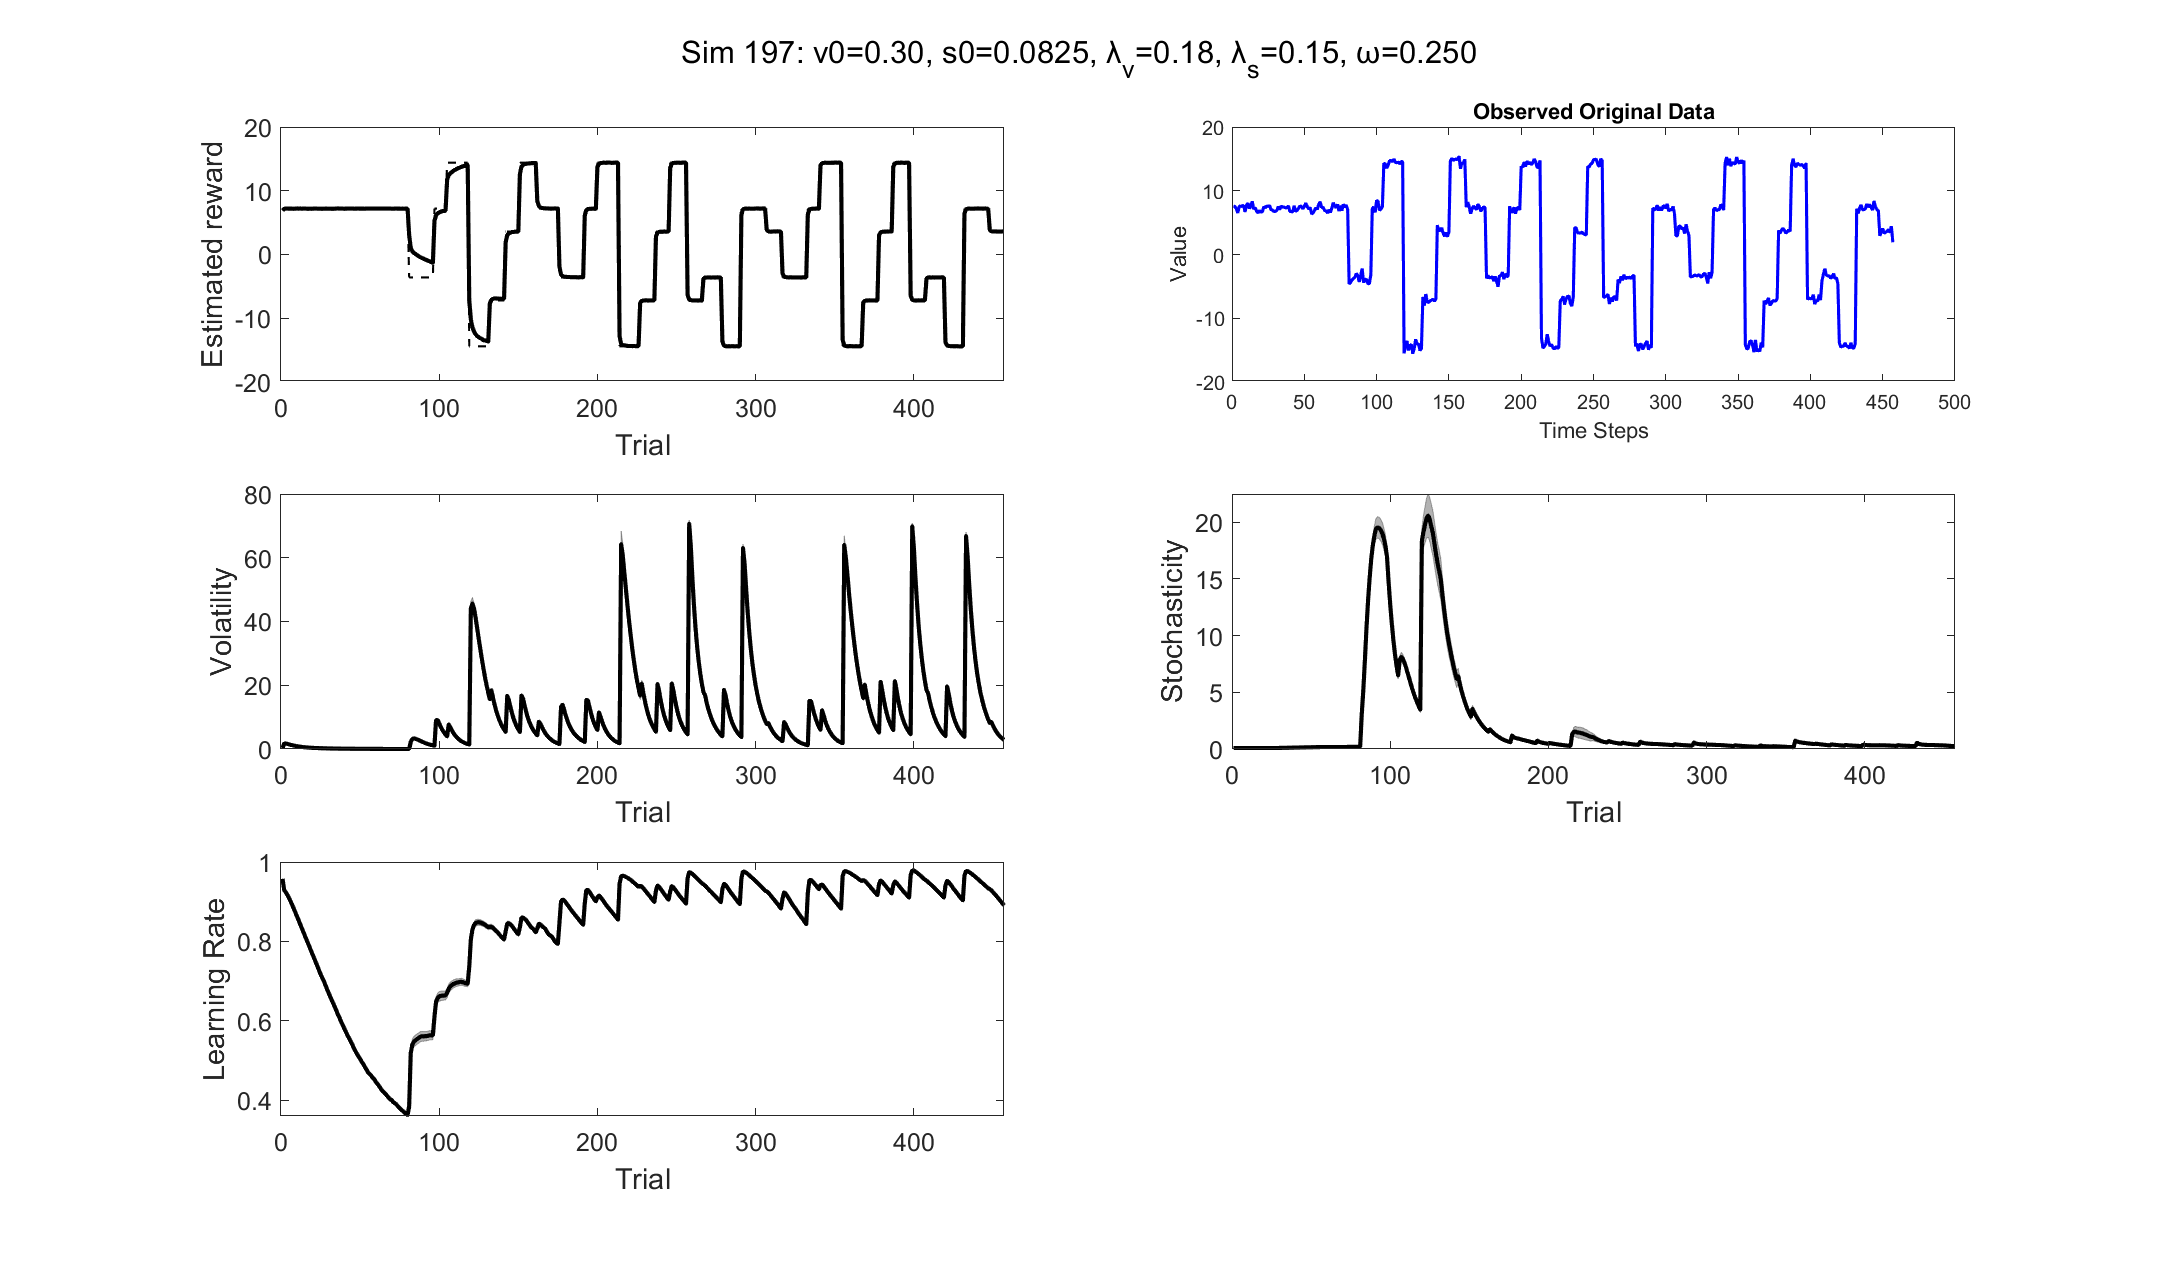 Sim 197: v0=0.30, s0=0.0825, λv=0.18, λs=0.15, ω=0.250
20
10
0
-10
-20
Estimated reward
0 100 200 300 400
Trial
Observed Original Data
20
10
0
-10
-20
Value
0 50 100 150 200 250 300 350 400 450 500
Time Steps
80
60
40
20
0
Volatility
0 100 200 300 400
Trial
20
15
10
5
0
Stochasticity
0 100 200 300 400
Trial
1
0.8
0.6
0.4
Learning Rate
0 100 200 300 400
Trial